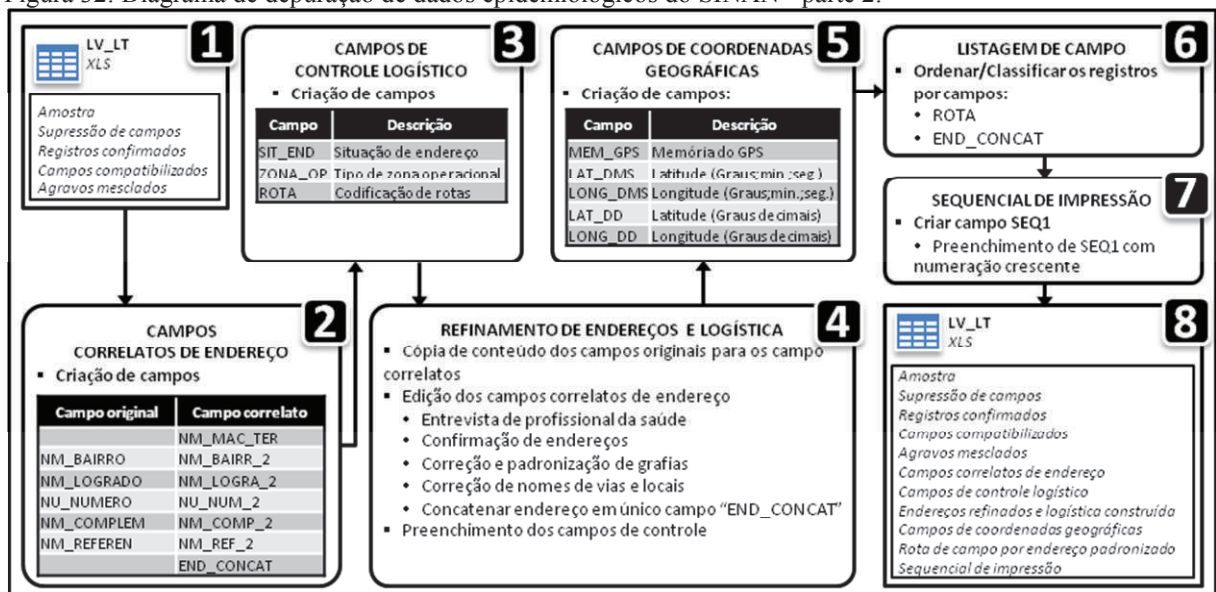 Figura 32: Diagrama de depuração de dados epidemiológicos do SINAN - parte 2.
1
LV_LT
XLS
Amostra
Supressão de campos
Registros confirmados
Campos compatibilizados
Agravos mesclados
2
CAMPOS
CORRELATOS DE ENDEREÇO
▪ Criação de campos
Campo original Campo correlato
NM_MAC_TER
NM_BAIRRO NM_BAIRR_2
NM_LOGRADO NM_LOGRA_2
NU_NUMERO NU_NUM_2
NM_COMPLEM NM_COMP_2
NM_REFEREN NM_REF_2
END_CONCAT
3
CAMPOS DE
CONTROLE LOGÍSTICO
▪ Criação de campos
Campo Descrição
SIT_END Situação de endereço
ZONA_OP Tipo de zona operacional
ROTA Codificação de rotas
4
REFINAMENTO DE ENDEREÇOS E LOGÍSTICA
▪ Cópia de conteúdo dos campos originais para os campo
correlatos
▪ Edição dos campos correlatos de endereço
• Entrevista de profissional da saúde
• Confirmação de endereços
• Correção e padronização de grafias
• Correção de nomes de vias e locais
• Concatenar endereço em único campo "END_CONCAT"
▪ Preenchimento dos campos de controle
5
CAMPOS DE COORDENADAS
GEOGRÁFICAS
▪ Criação de campos:
Campo Descrição
MEM_GPS Memória do GPS
LAT_DMS Latitude (Graus;min.;seg.)
LONG_DMS Longitude (Graus;min.;seg.)
LAT_DD Latitude (Graus decimais)
LONG_DD Longitude (Graus decimais)
6
LISTAGEM DE CAMPO
▪ Ordenar/Classificar os registros
por campos:
• ROTA
• END_CONCAT
7
SEQUENCIAL DE IMPRESSÃO
▪ Criar campo SEQ1
• Preenchimento de SEQ1 com
numeração crescente
8
LV_LT
XLS
Amostra
Supressão de campos
Registros confirmados
Campos compatibilizados
Agravos mesclados
Campos correlatos de endereço
Campos de controle logístico
Endereços refinados e logística construída
Campos de coordenadas geográficas
Rota de campo por endereço padronizado
Sequencial de impressão